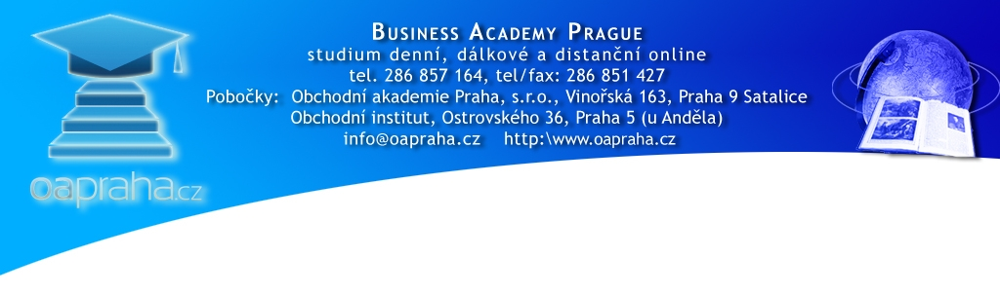 BUSINESS ACADEMY PRAGUE
studium denní, dálkové a distanční online
tel. 286 857 164, tel/fax: 286 851 427
Pobočky: Obchodní akademie Praha, s.r.o., Vinořská 163, Praha 9 Satalice
Obchodní institut, Ostrovského 36, Praha 5 (u Anděla)
info@oapraha.cz http:\www.oapraha.cz
oapraha.cz